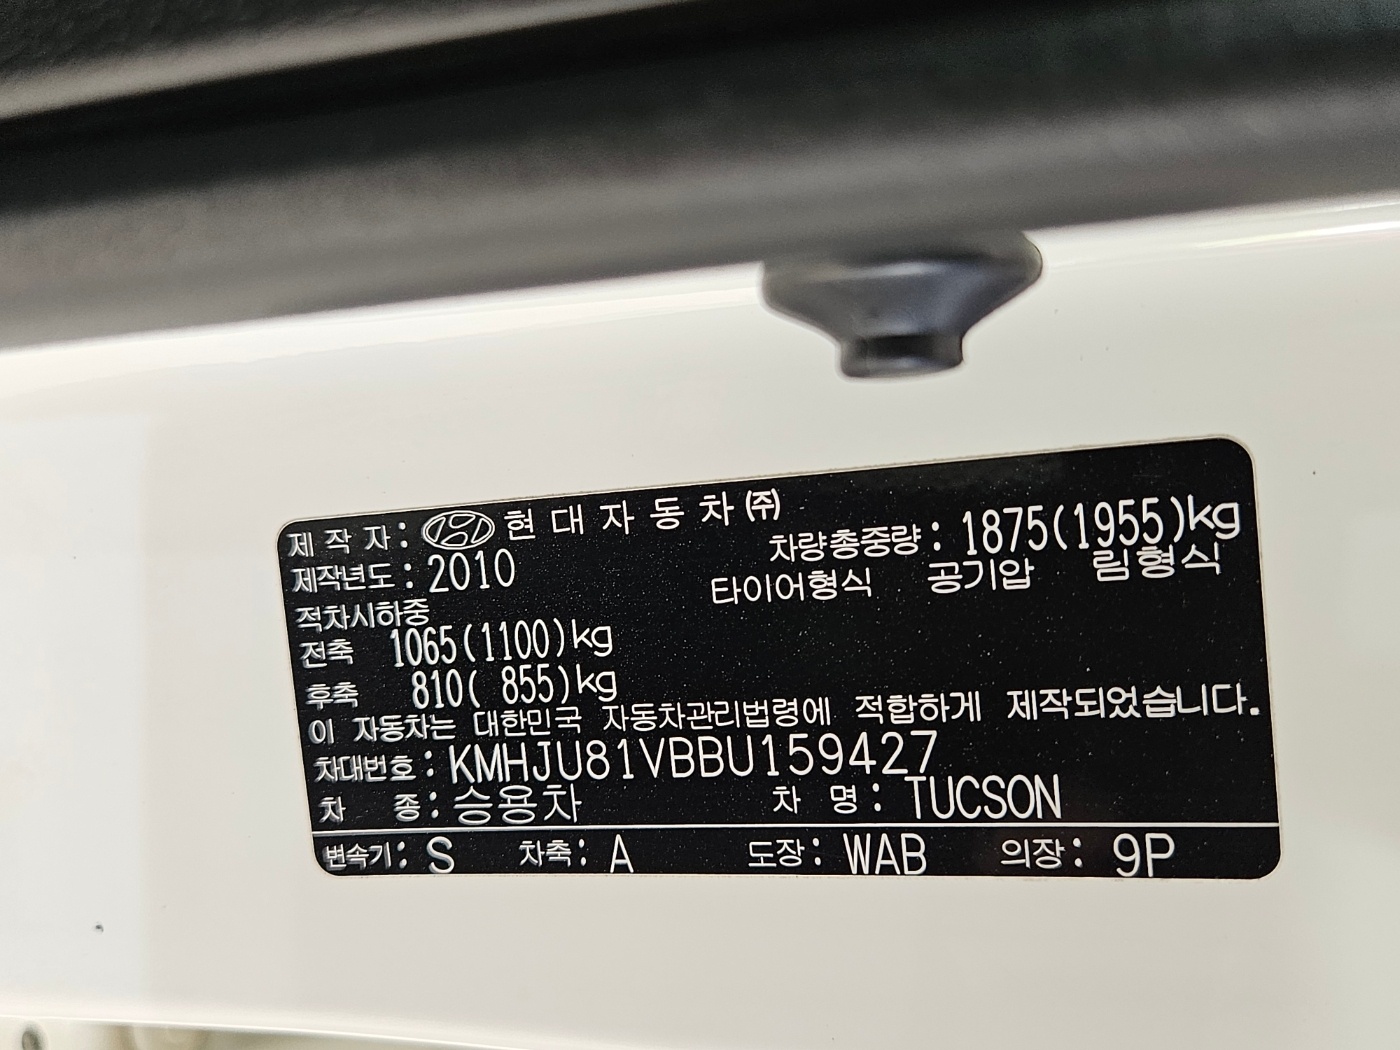 제 작 자 : 현 대 자 동 차 ㈜
제작년도 : 2010 차량총중량 : 1875(1955)kg
적차시하중 타이어형식 공기압 림형식
전축 1065(1100)kg
후축 810( 855)kg
이 자동차는 대한민국 자동차관리법령에 적합하게 제작되었습니다.
차대번호 : KMHJU81VBBU159427
차 종 : 승용차 차 명 : TUCSON
변속기 : S 차축 : A 도장 : WAB 의장 : 9P